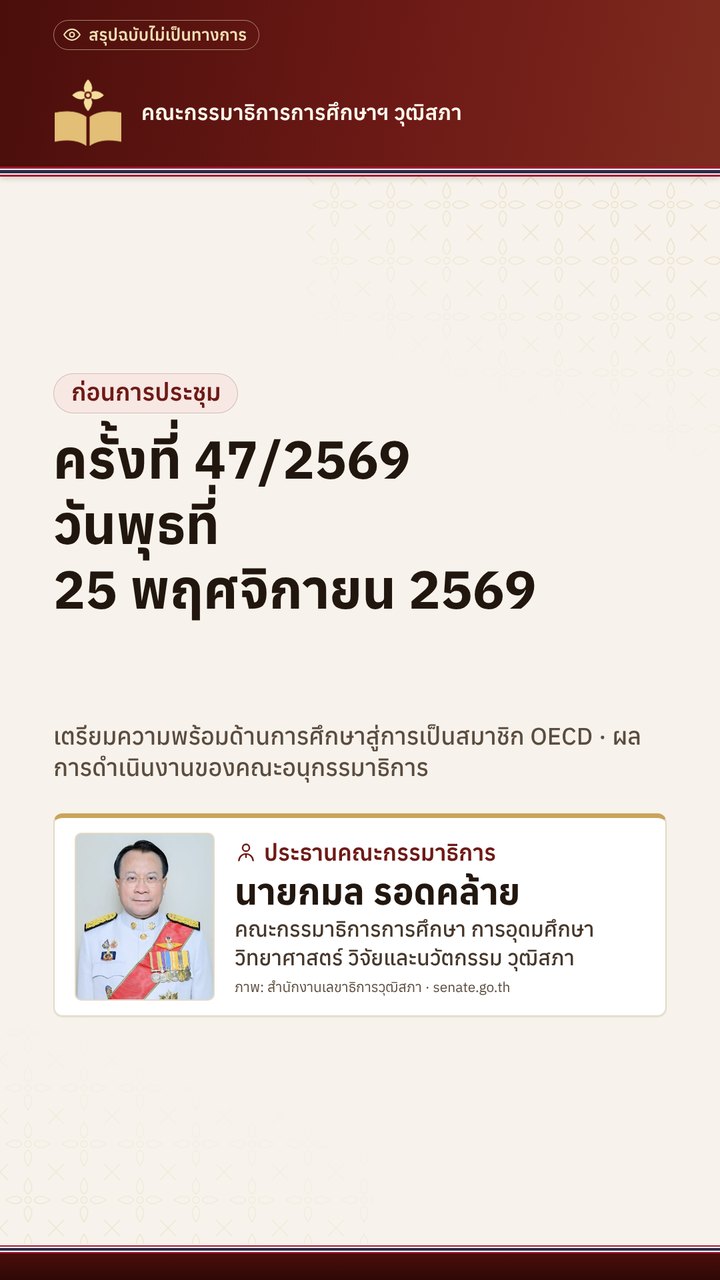 สรุปฉบับไม่เป็นทางการ
คณะกรรมาธิการการศึกษาฯ วุฒิสภา
ก่อนการประชุม
ครั้งที่ 47/2569
วันพุธที่
25 พฤศจิกายน 2569
เตรียมความพร้อมด้านการศึกษาสู่การเป็นสมาชิก OECD · ผล
การดำเนินงานของคณะอนุกรรมาธิการ
ประธานคณะกรรมาธิการ
นายกมล รอดคล้าย
คณะกรรมาธิการการศึกษา การอุดมศึกษา
วิทยาศาสตร์ วิจัยและนวัตกรรม วุฒิสภา
ภาพ: สำนักงานเลขาธิการวุฒิสภา · senate.go.th